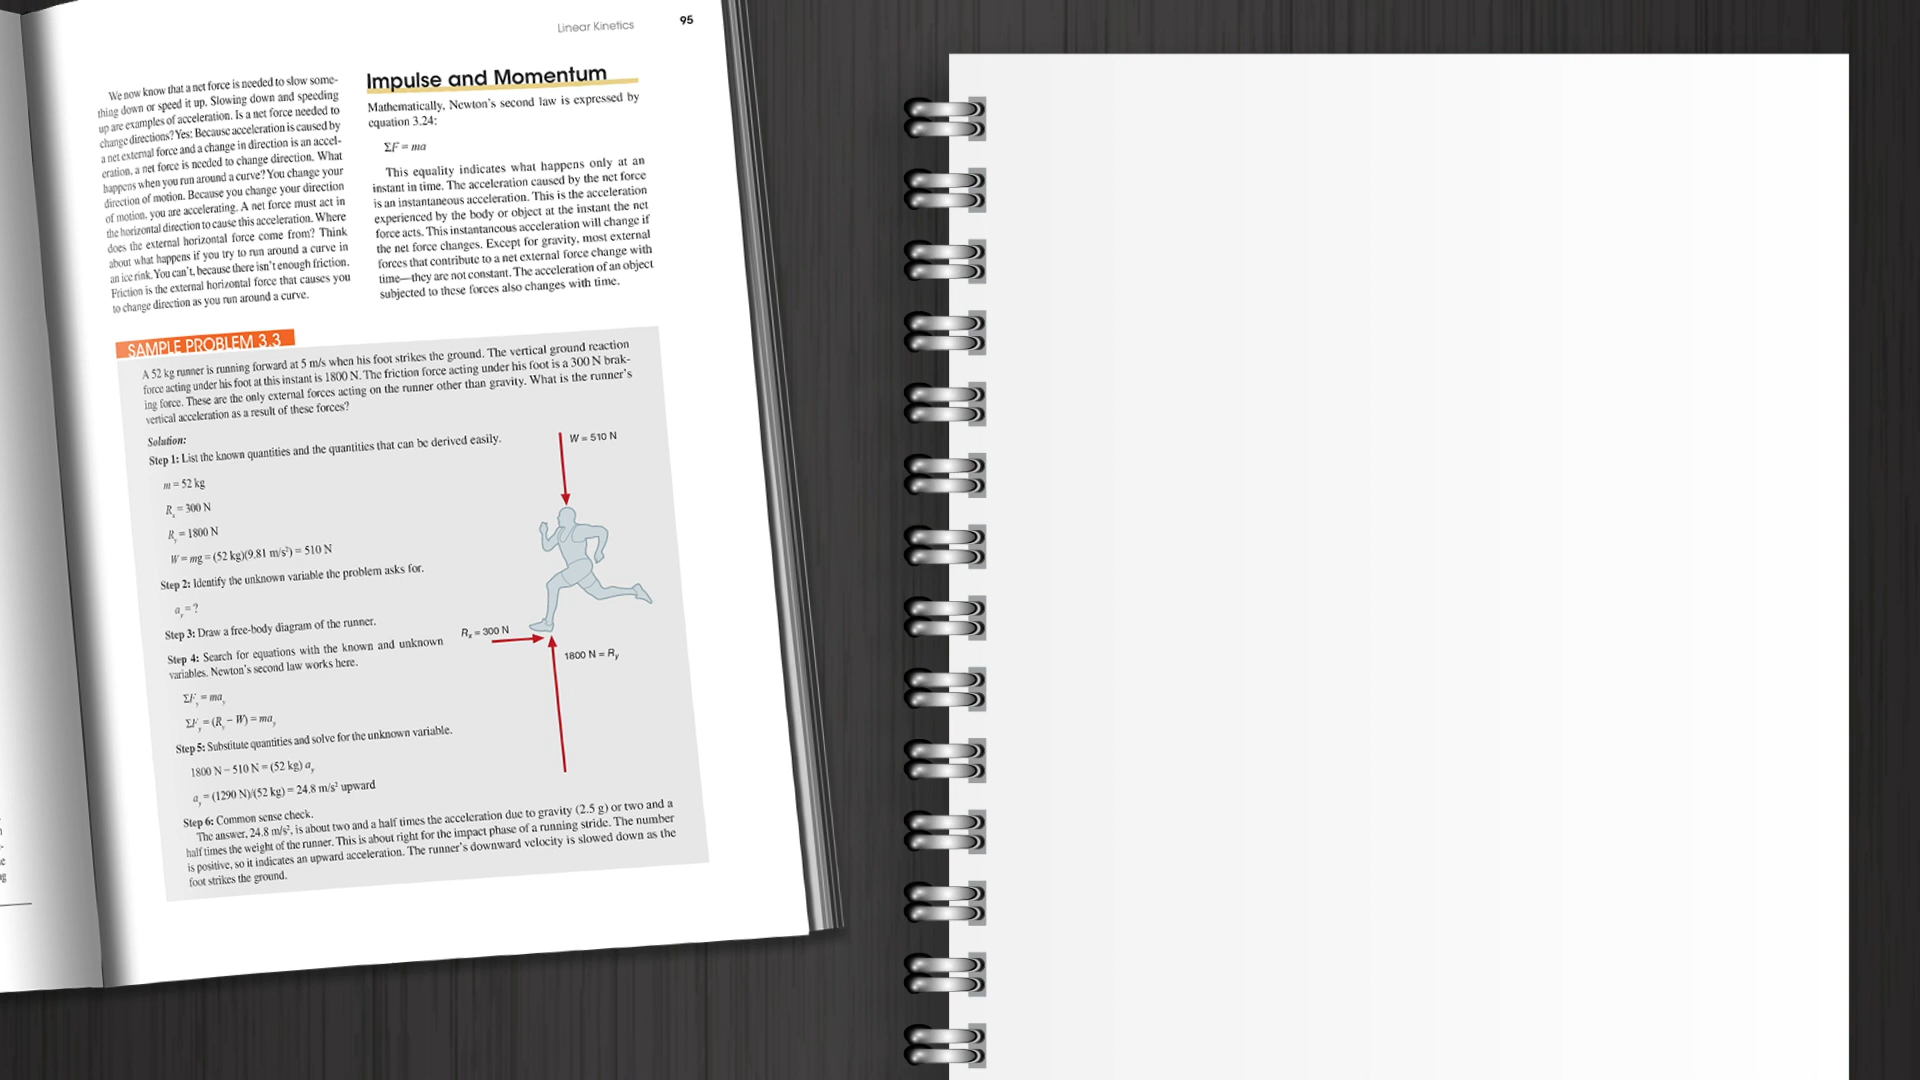 Linear Kinetics 95
We now know that a net force is needed to slow some-
thing down or speed it up. Slowing down and speeding
up are examples of acceleration. Is a net force needed to
change directions? Yes: Because acceleration is caused by
a net external force and a change in direction is an accel-
eration, a net force is needed to change direction. What
happens when you run around a curve? You change your
direction of motion. Because you change your direction
of motion, you are accelerating. A net force must act in
the horizontal direction to cause this acceleration. Where
does the external horizontal force come from? Think
about what happens if you try to run around a curve in
an ice rink. You can't, because there isn't enough friction.
Friction is the external horizontal force that causes you
to change direction as you run around a curve.
Impulse and Momentum
Mathematically, Newton's second law is expressed by
equation 3.24:
ΣF = ma
This equality indicates what happens only at an
instant in time. The acceleration caused by the net force
is an instantaneous acceleration. This is the acceleration
experienced by the body or object at the instant the net
force acts. This instantaneous acceleration will change if
the net force changes. Except for gravity, most external
forces that contribute to a net external force change with
time—they are not constant. The acceleration of an object
subjected to these forces also changes with time.
SAMPLE PROBLEM 3.3
A 52 kg runner is running forward at 5 m/s when his foot strikes the ground. The vertical ground reaction
force acting under his foot at this instant is 1800 N. The friction force acting under his foot is a 300 N brak-
ing force. These are the only external forces acting on the runner other than gravity. What is the runner's
vertical acceleration as a result of these forces?
Solution:
Step 1: List the known quantities and the quantities that can be derived easily.
m = 52 kg
Rₓ = 300 N
R_y = 1800 N
W = mg = (52 kg)(9.81 m/s²) = 510 N
Step 2: Identify the unknown variable the problem asks for.
a_y = ?
Step 3: Draw a free-body diagram of the runner.
Step 4: Search for equations with the known and unknown
variables. Newton's second law works here.
ΣF_y = ma_y
ΣF_y = (R_y − W) = ma_y
Step 5: Substitute quantities and solve for the unknown variable.
1800 N − 510 N = (52 kg) a_y
a_y = (1290 N)/(52 kg) = 24.8 m/s² upward
Step 6: Common sense check.
The answer, 24.8 m/s², is about two and a half times the acceleration due to gravity (2.5 g) or two and a
half times the weight of the runner. This is about right for the impact phase of a running stride. The number
is positive, so it indicates an upward acceleration. The runner's downward velocity is slowed down as the
foot strikes the ground.
W = 510 N
Rₓ = 300 N
1800 N = R_y